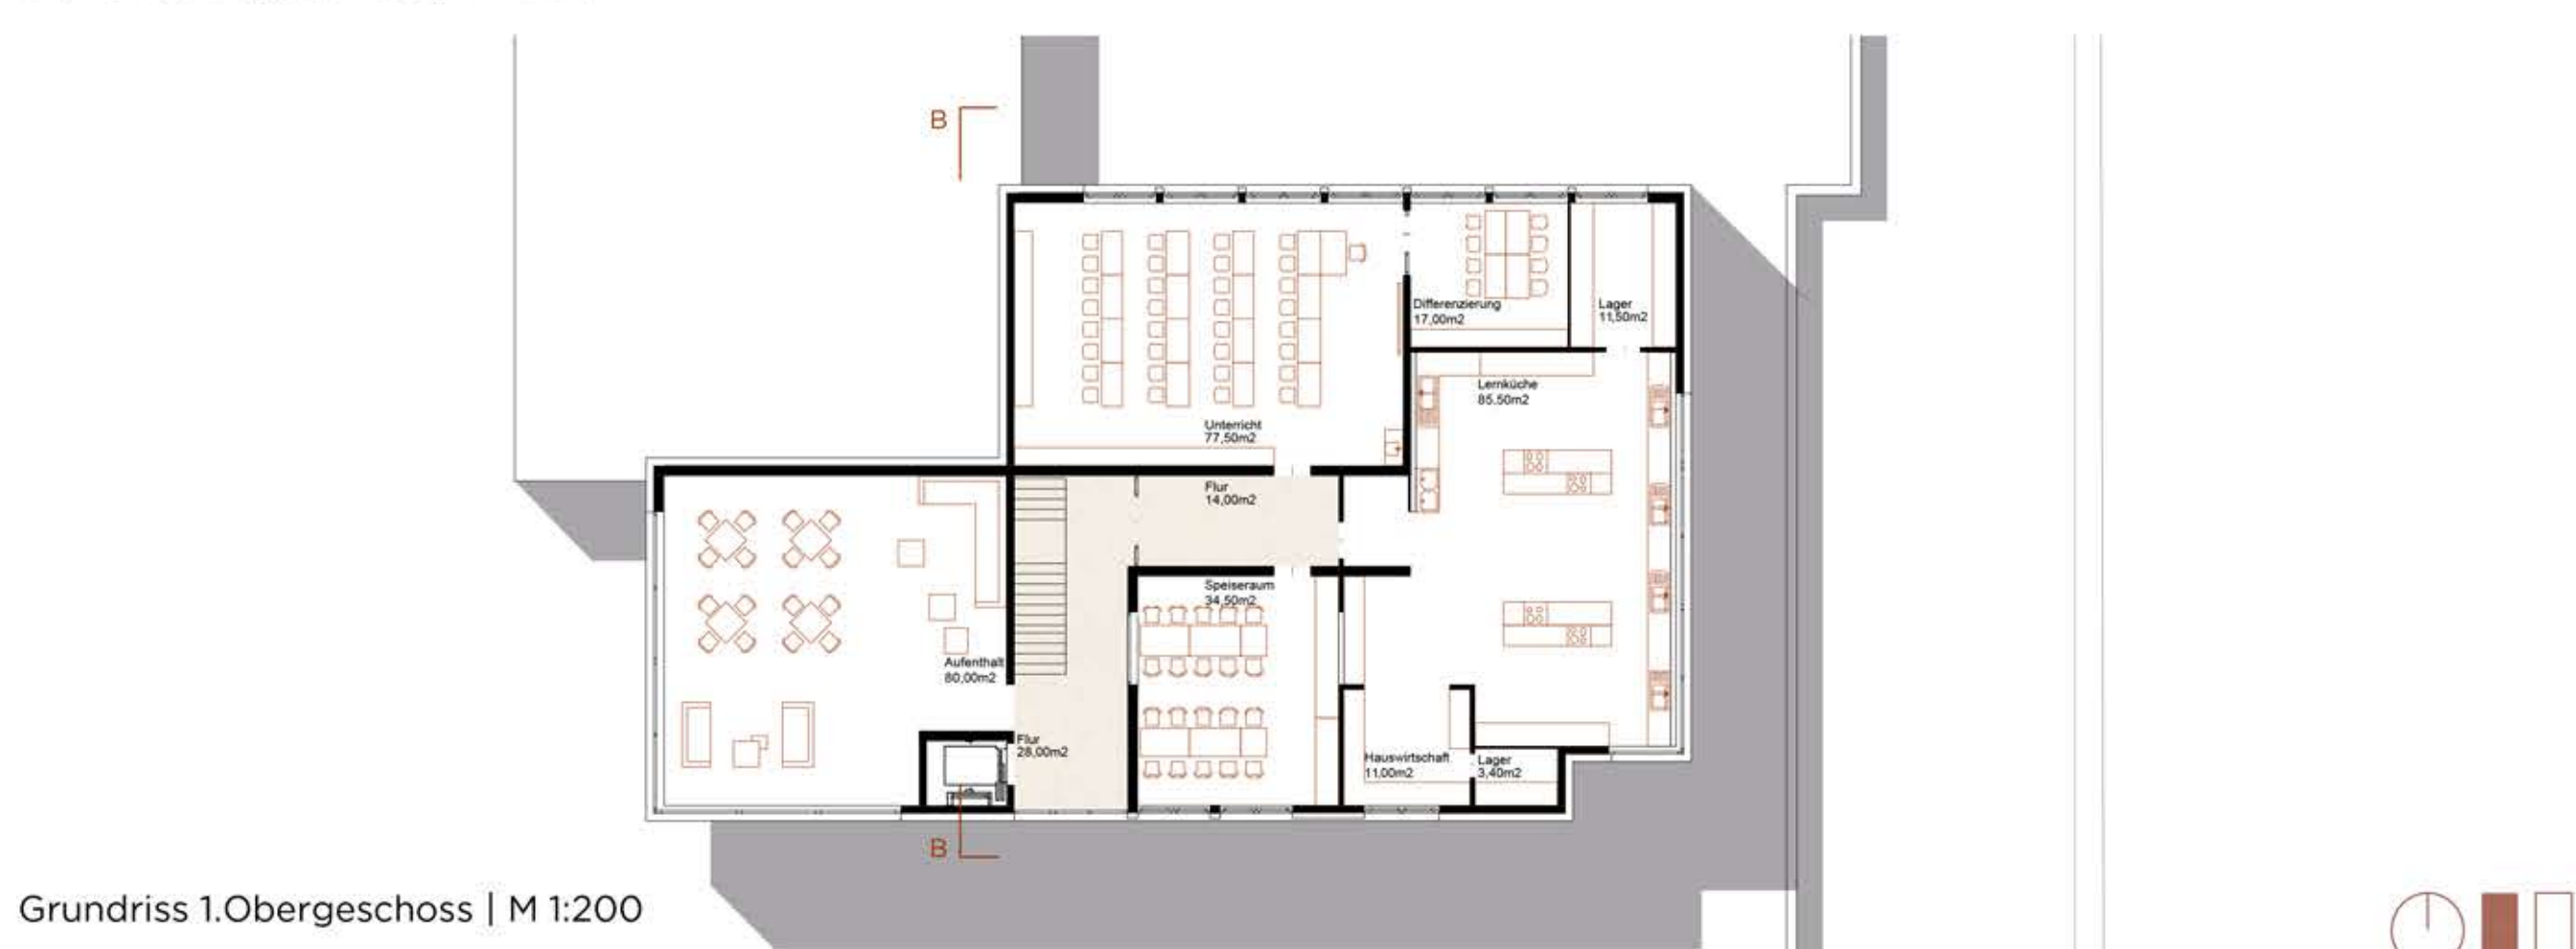 B
Differenzierung
17,00m2
Lager
11,50m2
Lernküche
85,50m2
Unterricht
77,50m2
Flur
14,00m2
Speiseraum
34,50m2
Aufenthalt
80,00m2
Flur
28,00m2
Hauswirtschaft
11,00m2
Lager
3,40m2
B
Grundriss 1.Obergeschoss | M 1:200